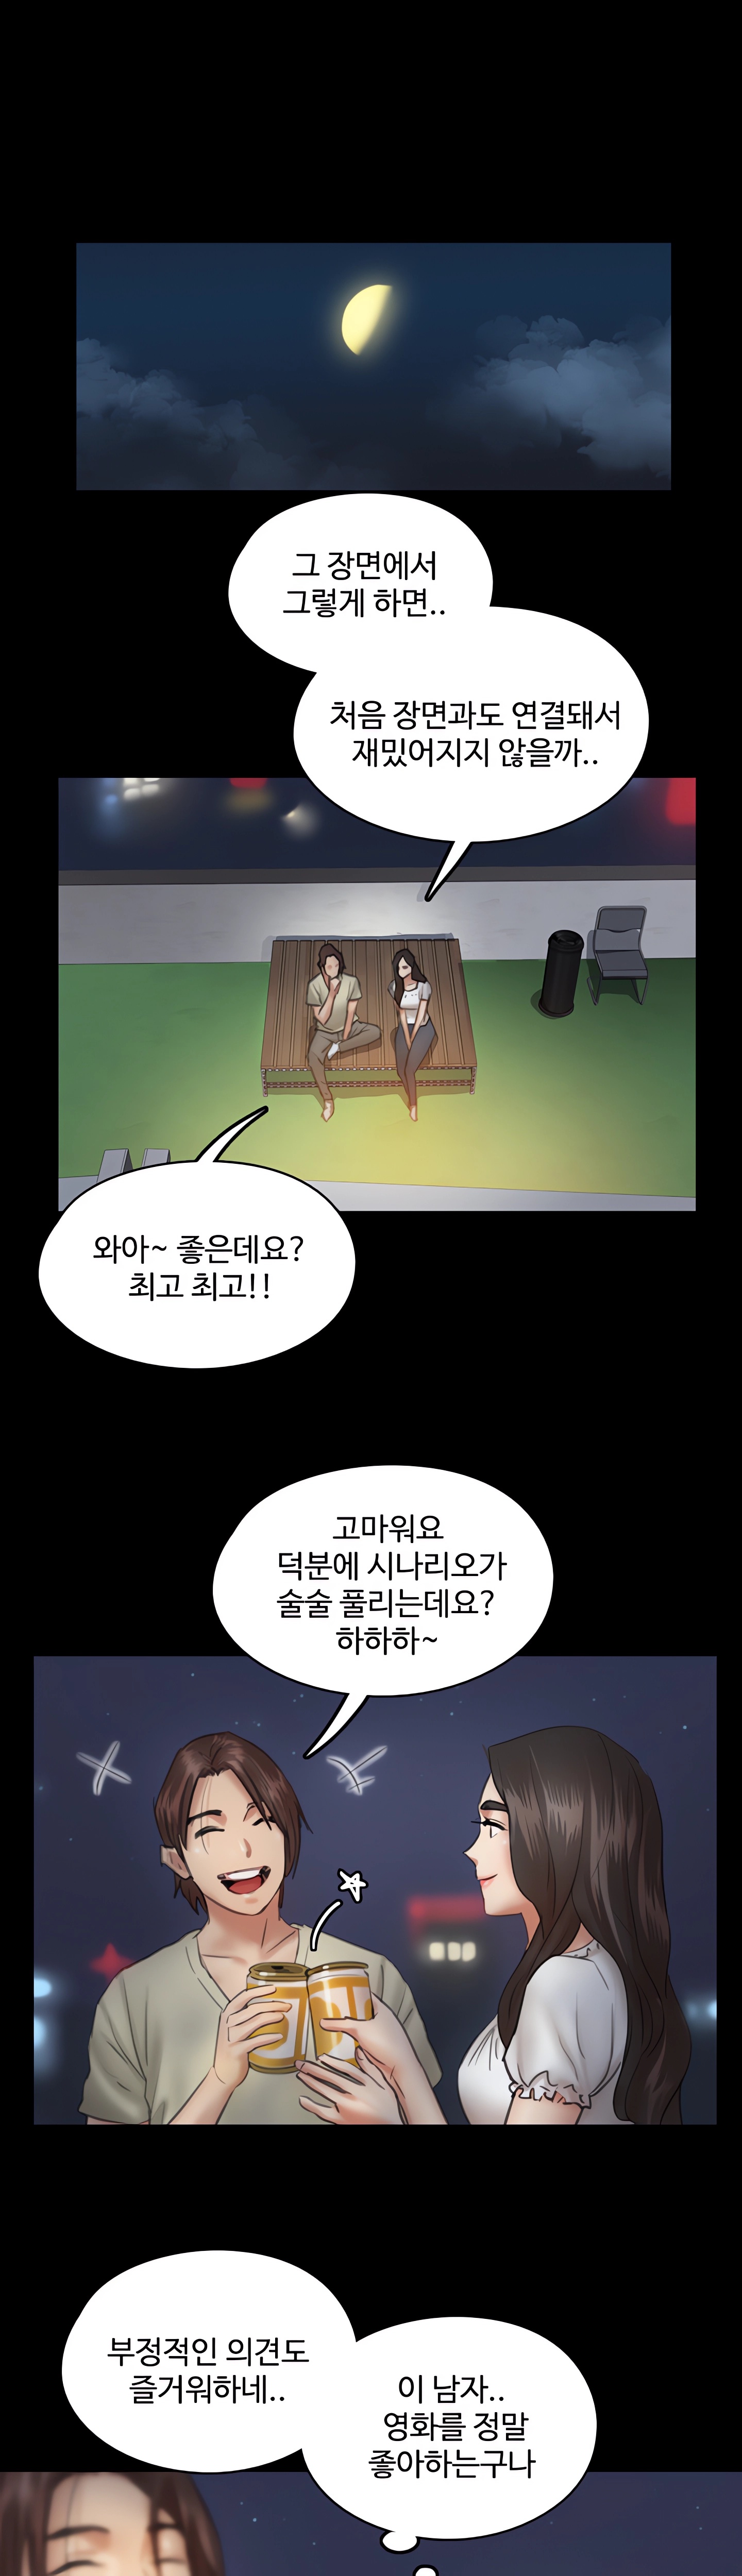 그 장면에서
그렇게 하면..
처음 장면과도 연결돼서
재밌어지지 않을까..
와아~ 좋은데요?
최고 최고!!
고마워요
덕분에 시나리오가
술술 풀리는데요?
하하하~
부정적인 의견도
즐거워하네..
이 남자..
영화를 정말
좋아하는구나